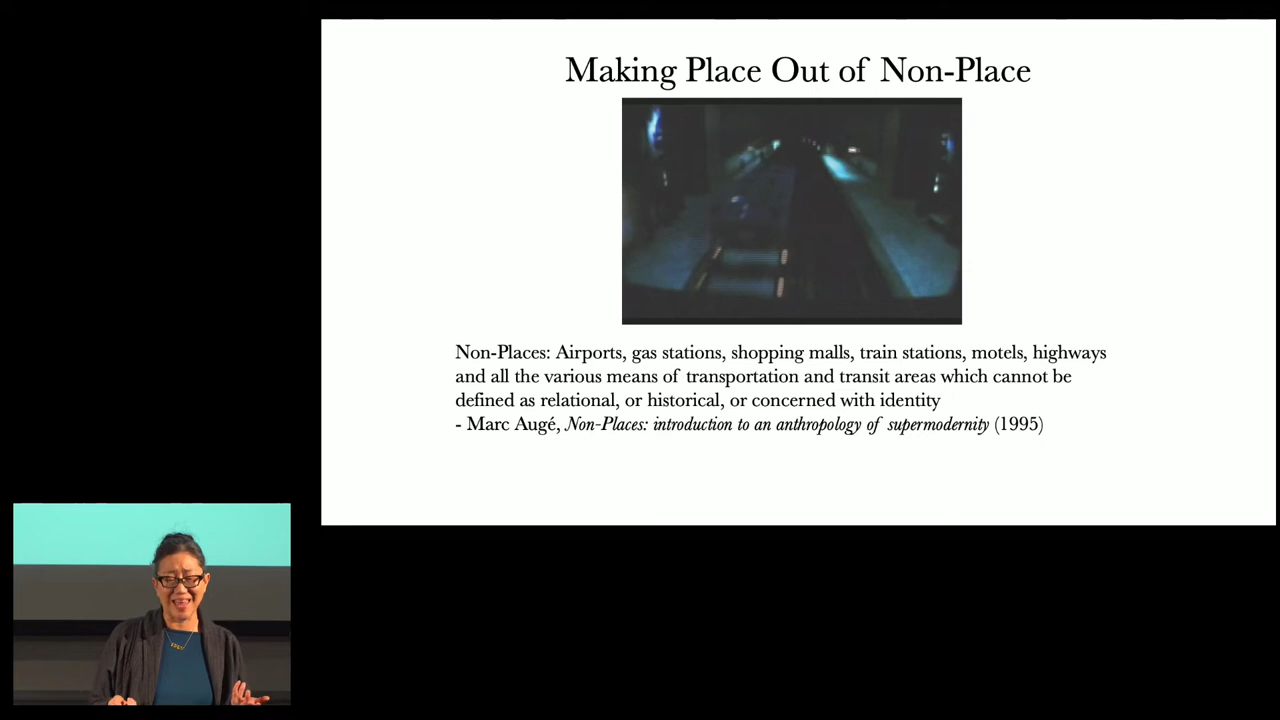 Making Place Out of Non-Place
Non-Places: Airports, gas stations, shopping malls, train stations, motels, highways
and all the various means of transportation and transit areas which cannot be
defined as relational, or historical, or concerned with identity
- Marc Augé, Non-Places: introduction to an anthropology of supermodernity (1995)